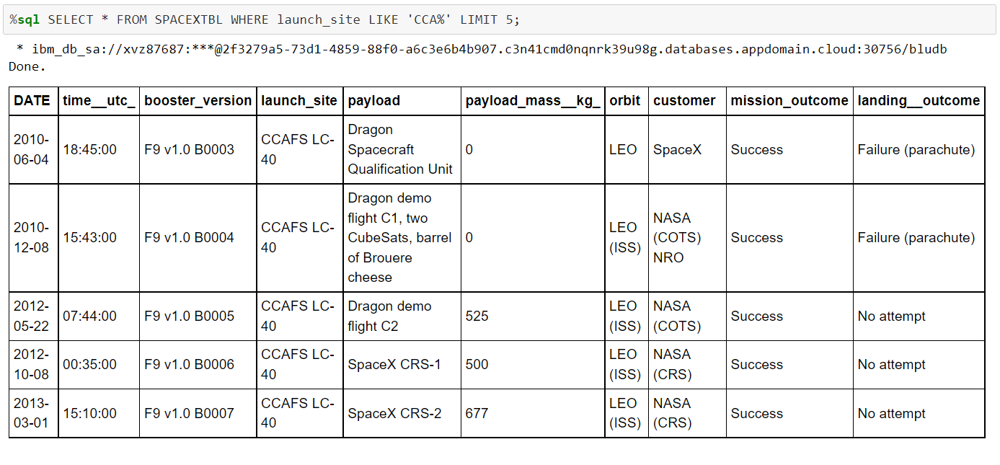 %sql SELECT * FROM SPACEXTBL WHERE launch_site LIKE 'CCA%' LIMIT 5;
* ibm_db_sa://xvz87687:***@2f3279a5-73d1-4859-88f0-a6c3e6b4b907.c3n41cmd0nqnrk39u98g.databases.appdomain.cloud:30756/bludb
Done.
DATE time__utc_ booster_version launch_site payload payload_mass__kg_ orbit customer mission_outcome landing__outcome
2010-
06-04
18:45:00
F9 v1.0 B0003
CCAFS LC-
40
Dragon
Spacecraft
Qualification Unit
0
LEO
SpaceX
Success
Failure (parachute)
2010-
12-08
15:43:00
F9 v1.0 B0004
CCAFS LC-
40
Dragon demo
flight C1, two
CubeSats, barrel
of Brouere
cheese
0
LEO
(ISS)
NASA
(COTS)
NRO
Success
Failure (parachute)
2012-
05-22
07:44:00
F9 v1.0 B0005
CCAFS LC-
40
Dragon demo
flight C2
525
LEO
(ISS)
NASA
(COTS)
Success
No attempt
2012-
10-08
00:35:00
F9 v1.0 B0006
CCAFS LC-
40
SpaceX CRS-1
500
LEO
(ISS)
NASA
(CRS)
Success
No attempt
2013-
03-01
15:10:00
F9 v1.0 B0007
CCAFS LC-
40
SpaceX CRS-2
677
LEO
(ISS)
NASA
(CRS)
Success
No attempt